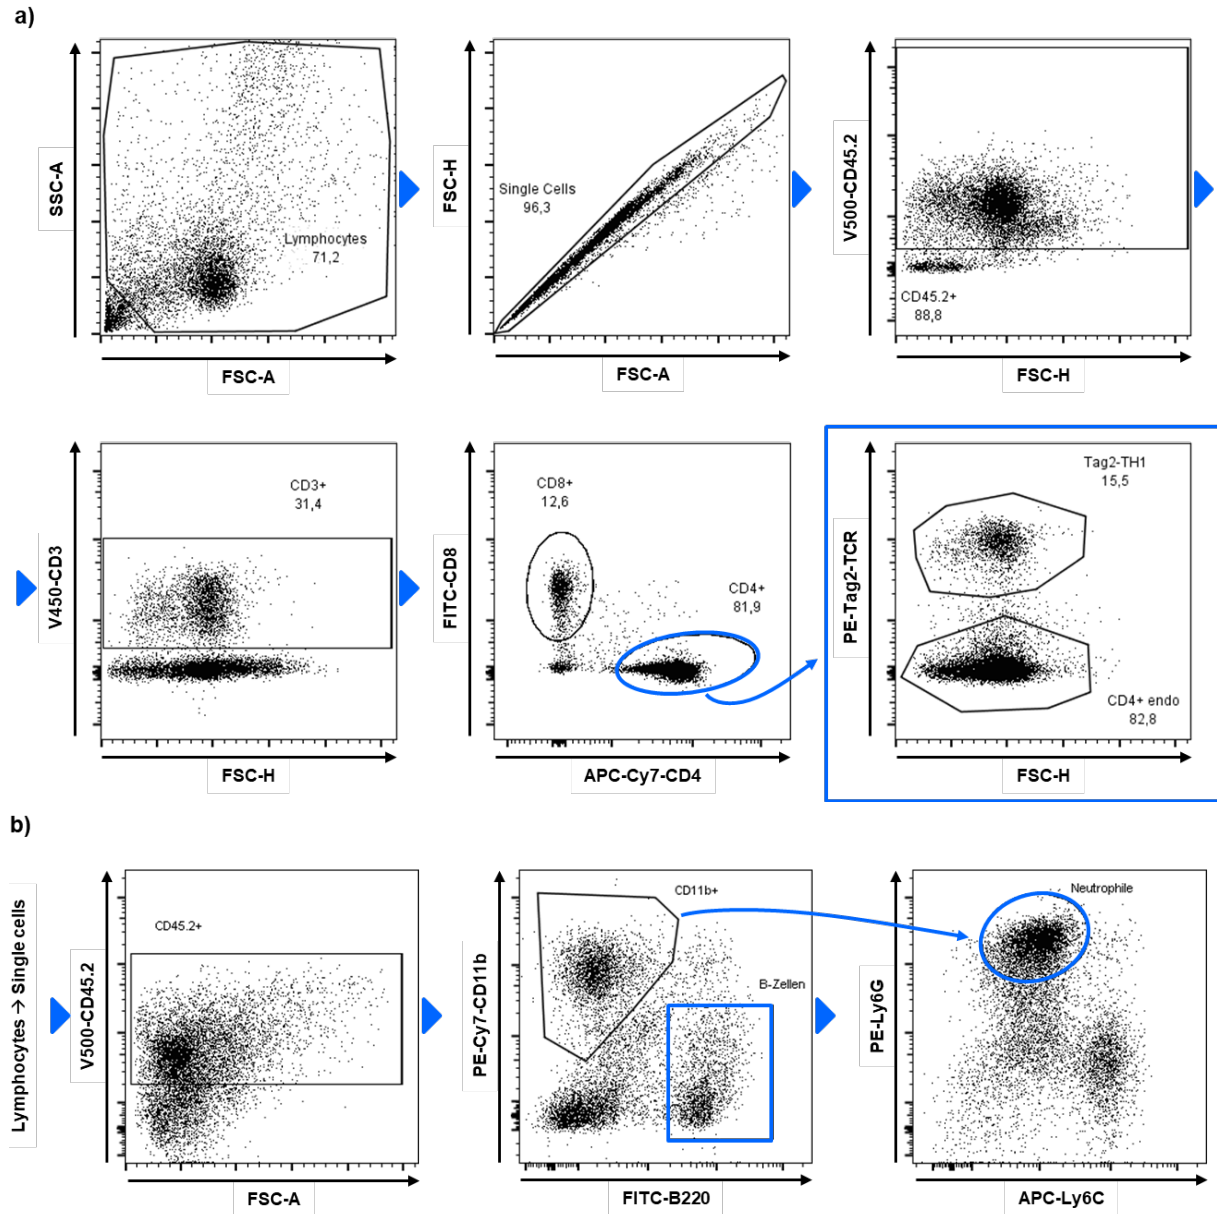 a)
SSC-A
Lymphocytes
71,2
FSC-A
FSC-H
Single Cells
96,3
FSC-A
V500-CD45.2
CD45.2+
88,8
FSC-H
V450-CD3
CD3+
31,4
FSC-H
FITC-CD8
CD8+
12,6
CD4+
81,9
APC-Cy7-CD4
PE-Tag2-TCR
Tag2-TH1
15,5
CD4+ endo
82,8
FSC-H
b)
Lymphocytes → Single cells
V500-CD45.2
CD45.2+
FSC-A
PE-Cy7-CD11b
CD11b+
B-Zellen
FITC-B220
PE-Ly6G
Neutrophile
APC-Ly6C